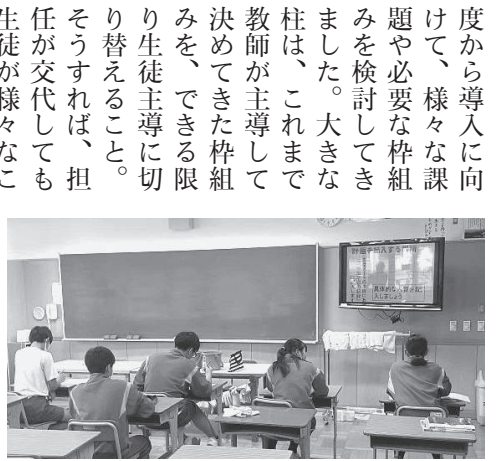 度から導入に向
けて、様々な課
題や必要な枠組
みを検討してき
ました。大きな
柱は、これまで
教師が主導して
決めてきた枠組
みを、できる限
り生徒主導に切
り替えること。
そうすれば、担
任が交代しても
生徒が様々なこ